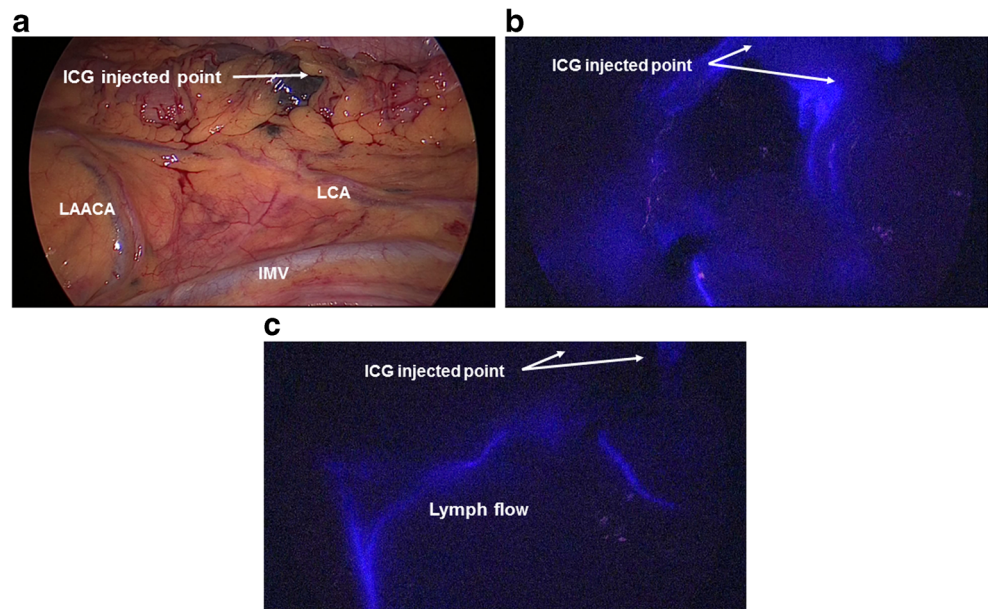 a
ICG injected point
LCA
LAACA
IMV
b
ICG injected point
c
ICG injected point
Lymph flow